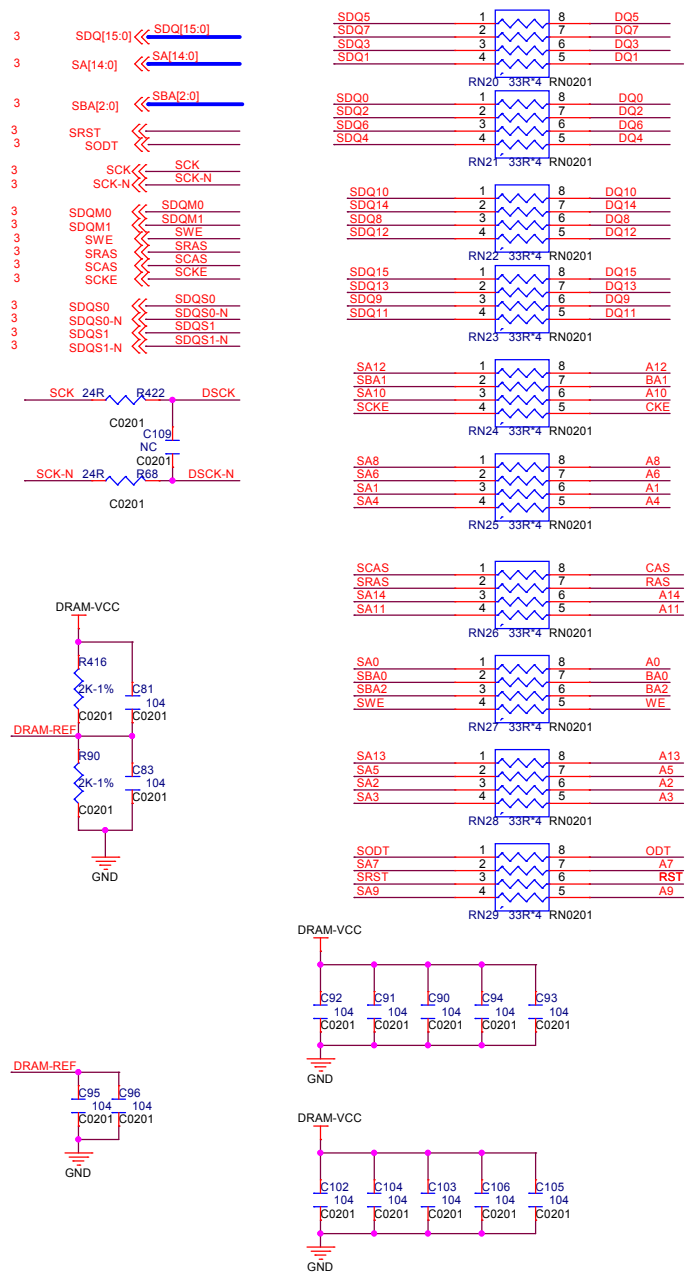 3 SDQ[15:0] SDQ[15:0]
3 SA[14:0] SA[14:0]
3 SBA[2:0] SBA[2:0]
3 SRST
3 SODT
3 SCK SCK
3 SCK-N SCK-N
3 SDQM0 SDQM0
3 SDQM1 SDQM1
3 SWE SWE
3 SRAS SRAS
3 SCAS SCAS
3 SCKE SCKE
3 SDQS0 SDQS0
3 SDQS0-N SDQS0-N
3 SDQS1 SDQS1
3 SDQS1-N SDQS1-N
SCK 24R R422 DSCK
C0201
C109
NC
C0201
SCK-N 24R R68 DSCK-N
C0201
DRAM-VCC
R416
2K-1%
C0201
C81
104
C0201
DRAM-REF
R90
2K-1%
C0201
C83
104
C0201
GND
DRAM-REF
C95
104
C0201
C96
104
C0201
GND
SDQ5 1 8 DQ5
SDQ7 2 7 DQ7
SDQ3 3 6 DQ3
SDQ1 4 5 DQ1
RN20 33R*4 RN0201
SDQ0 1 8 DQ0
SDQ2 2 7 DQ2
SDQ6 3 6 DQ6
SDQ4 4 5 DQ4
RN21 33R*4 RN0201
SDQ10 1 8 DQ10
SDQ14 2 7 DQ14
SDQ8 3 6 DQ8
SDQ12 4 5 DQ12
RN22 33R*4 RN0201
SDQ15 1 8 DQ15
SDQ13 2 7 DQ13
SDQ9 3 6 DQ9
SDQ11 4 5 DQ11
RN23 33R*4 RN0201
SA12 1 8 A12
SBA1 2 7 BA1
SA10 3 6 A10
SCKE 4 5 CKE
RN24 33R*4 RN0201
SA8 1 8 A8
SA6 2 7 A6
SA1 3 6 A1
SA4 4 5 A4
RN25 33R*4 RN0201
SCAS 1 8 CAS
SRAS 2 7 RAS
SA14 3 6 A14
SA11 4 5 A11
RN26 33R*4 RN0201
SA0 1 8 A0
SBA0 2 7 BA0
SBA2 3 6 BA2
SWE 4 5 WE
RN27 33R*4 RN0201
SA13 1 8 A13
SA5 2 7 A5
SA2 3 6 A2
SA3 4 5 A3
RN28 33R*4 RN0201
SODT 1 8 ODT
SA7 2 7 A7
SRST 3 6 RST
SA9 4 5 A9
RN29 33R*4 RN0201
DRAM-VCC
C92 C91 C90 C94 C93
104 104 104 104 104
C0201 C0201 C0201 C0201 C0201
GND
DRAM-VCC
C102 C104 C103 C106 C105
104 104 104 104 104
C0201 C0201 C0201 C0201 C0201
GND